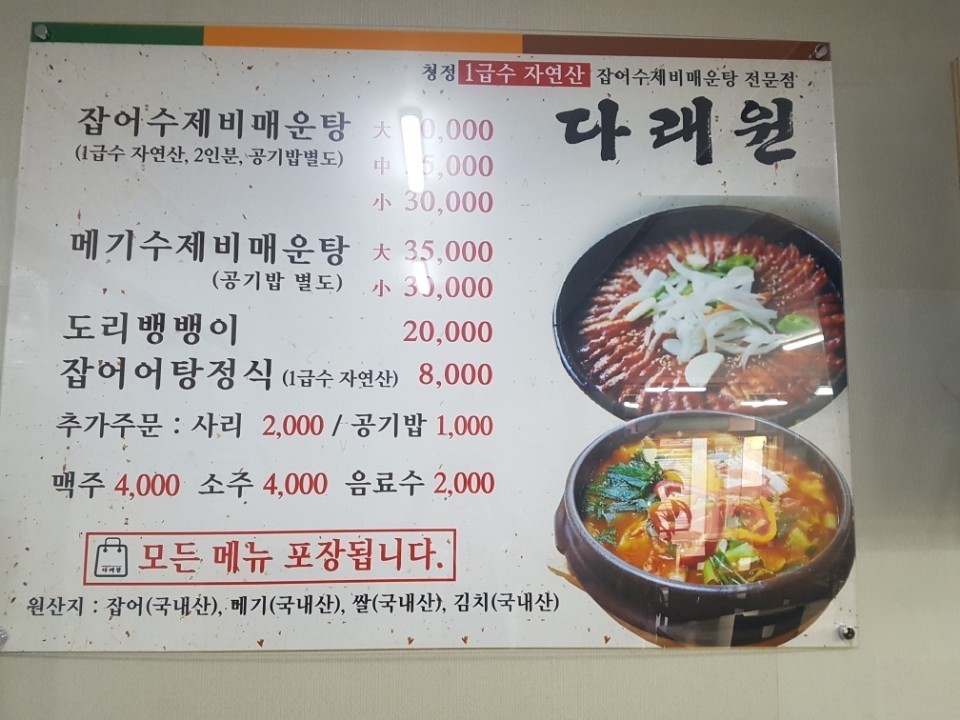 청정 1급수 자연산 잡어수제비매운탕 전문점
다래원
잡어수제비매운탕 大 0,000
(1급수 자연산, 2인분, 공기밥별도) 中 5,000
小 30,000
메기수제비매운탕 大 35,000
(공기밥 별도) 小 30,000
도리뱅뱅이 20,000
잡어어탕정식 (1급수 자연산) 8,000
추가주문 : 사리 2,000 / 공기밥 1,000
맥주 4,000 소주 4,000 음료수 2,000
다래원
모든 메뉴 포장됩니다.
원산지 : 잡어(국내산), 메기(국내산), 쌀(국내산), 김치(국내산)